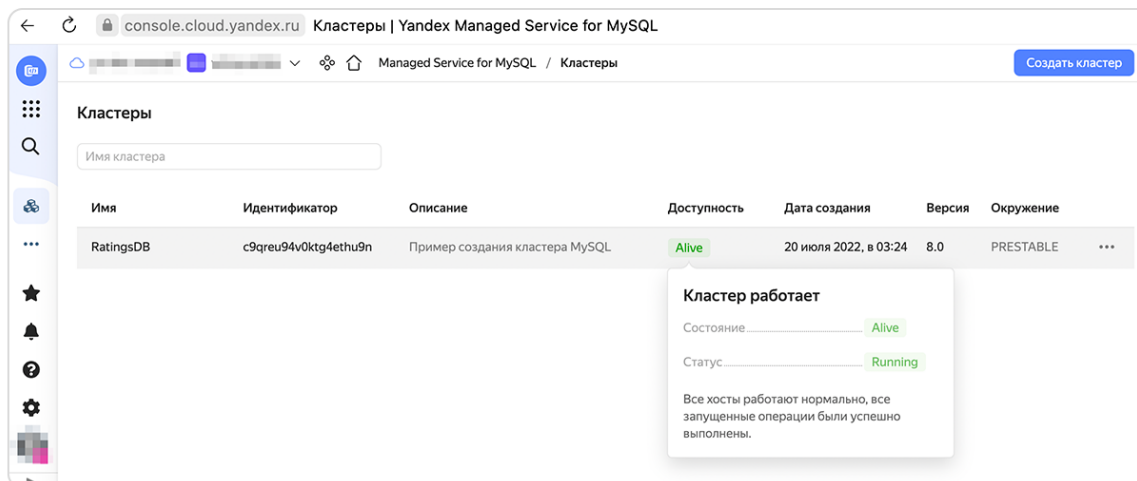 console.cloud.yandex.ru Кластеры | Yandex Managed Service for MySQL
Managed Service for MySQL / Кластеры
Создать кластер
Кластеры
Имя кластера
Имя Идентификатор Описание Доступность Дата создания Версия Окружение
RatingsDB c9qreu94v0ktg4ethu9n Пример создания кластера MySQL Alive 20 июля 2022, в 03:24 8.0 PRESTABLE
Кластер работает
Состояние Alive
Статус Running
Все хосты работают нормально, все
запущенные операции были успешно
выполнены.